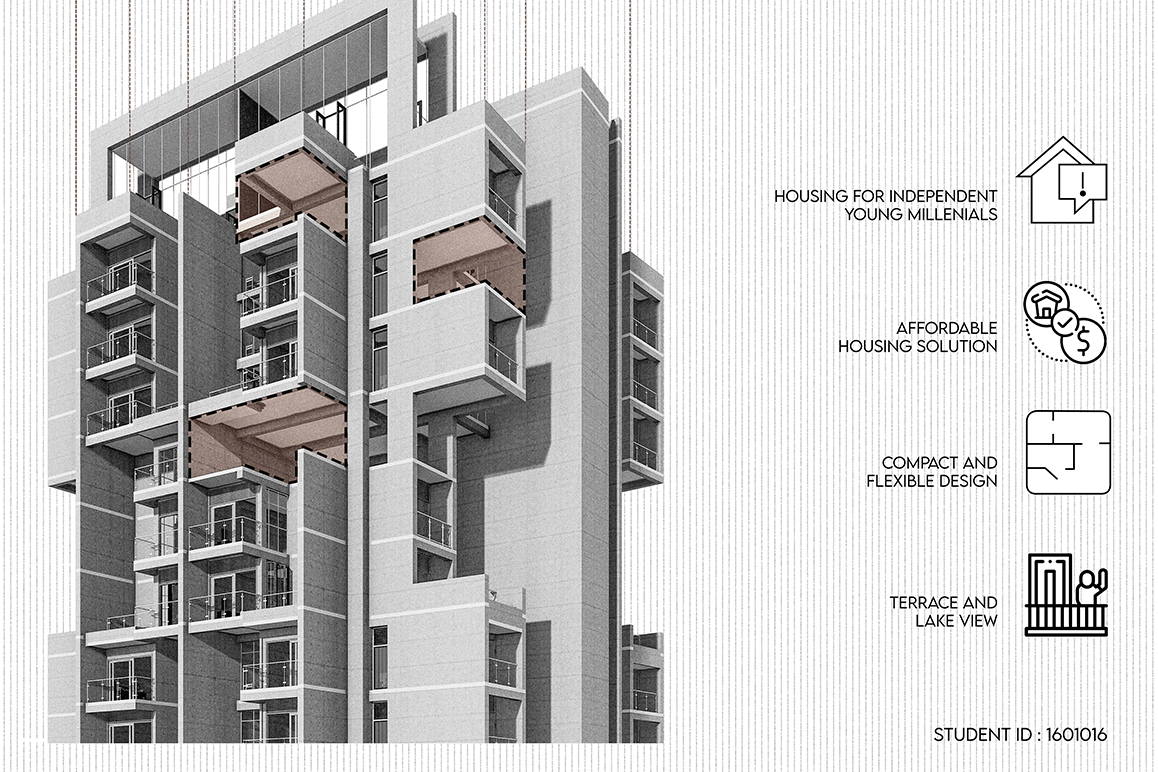 HOUSING FOR INDEPENDENT
YOUNG MILLENIALS
AFFORDABLE
HOUSING SOLUTION
COMPACT AND
FLEXIBLE DESIGN
TERRACE AND
LAKE VIEW
STUDENT ID : 1601016